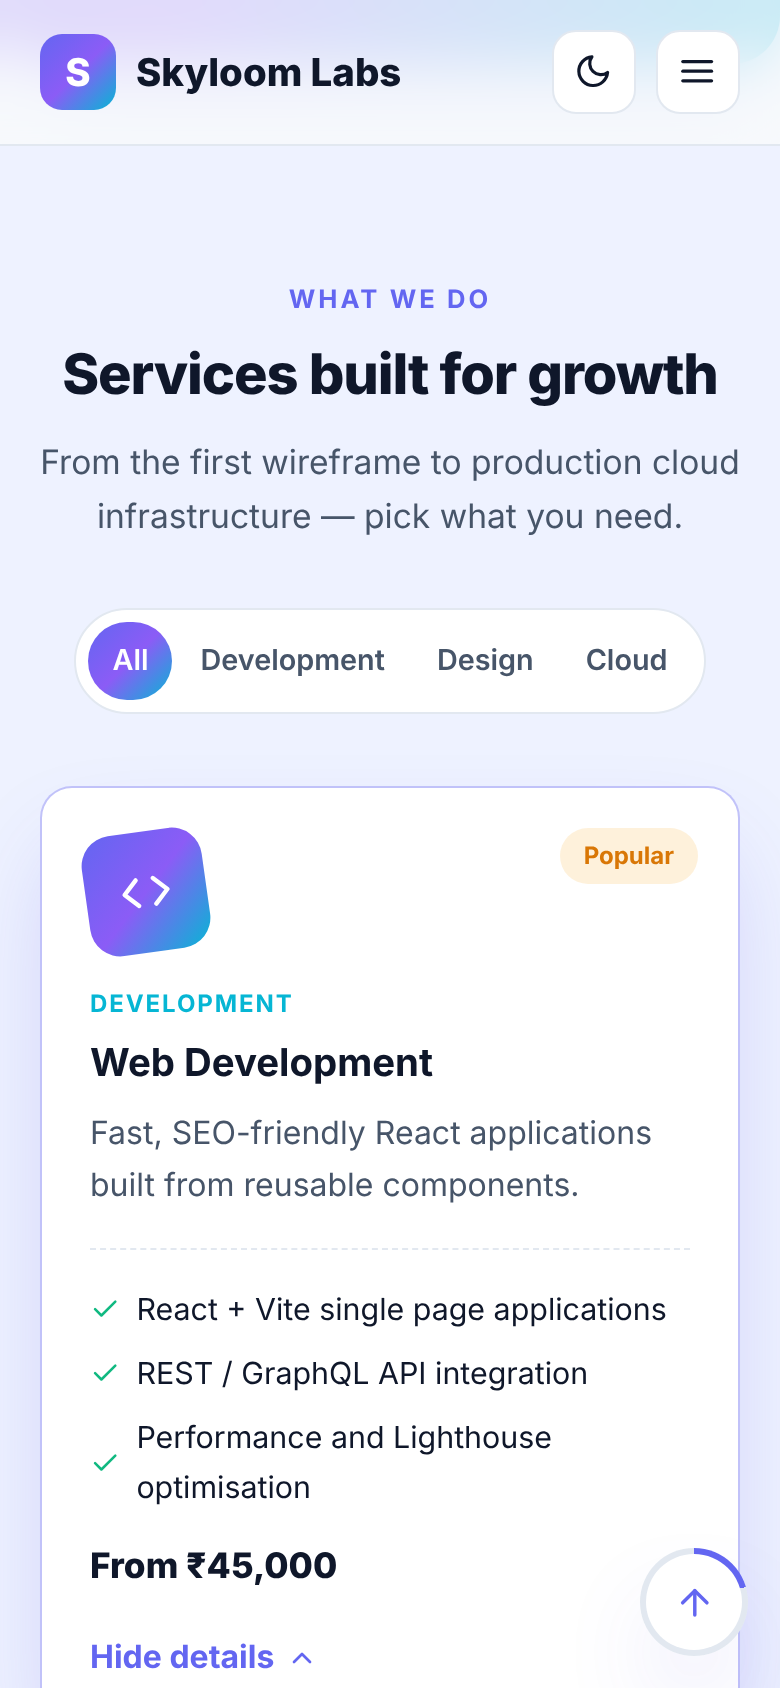 S Skyloom Labs
WHAT WE DO
Services built for growth
From the first wireframe to production cloud
infrastructure — pick what you need.
All Development Design Cloud
Popular
DEVELOPMENT
Web Development
Fast, SEO-friendly React applications
built from reusable components.
React + Vite single page applications
REST / GraphQL API integration
Performance and Lighthouse
optimisation
From ₹45,000
Hide details